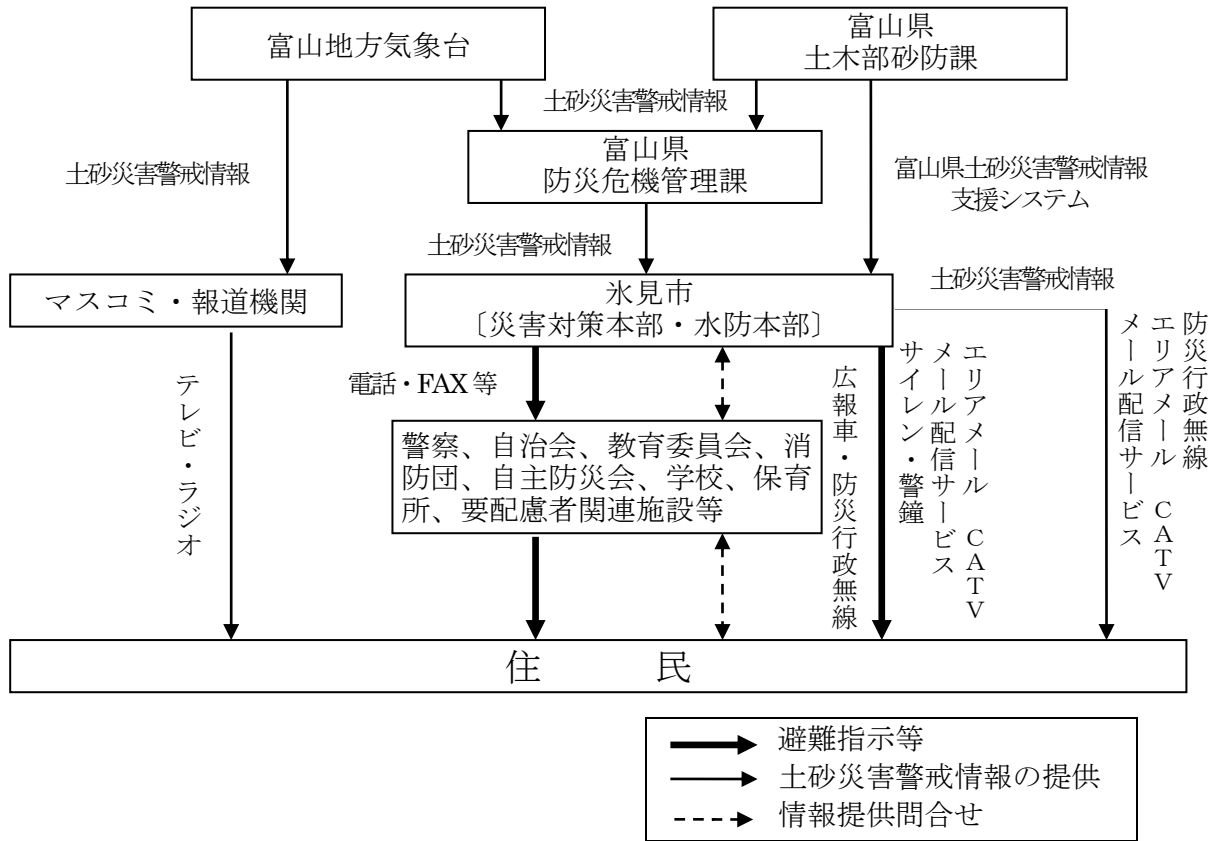 富山地方気象台
富山県
土木部砂防課
土砂災害警戒情報
富山県
防災危機管理課
土砂災害警戒情報
富山県土砂災害警戒情報
支援システム
土砂災害警戒情報
土砂災害警戒情報
マスコミ・報道機関
氷見市
〔災害対策本部・水防本部〕
電話・FAX 等
警察、自治会、教育委員会、消
防団、自主防災会、学校、保育
所、要配慮者関連施設等
テレビ・ラジオ
広報車・防災行政無線
エリアメール CATV
メール配信サービス
サイレン・警鐘
防災行政無線
エリアメール CATV
メール配信サービス
住 民
避難指示等
土砂災害警戒情報の提供
情報提供問合せ